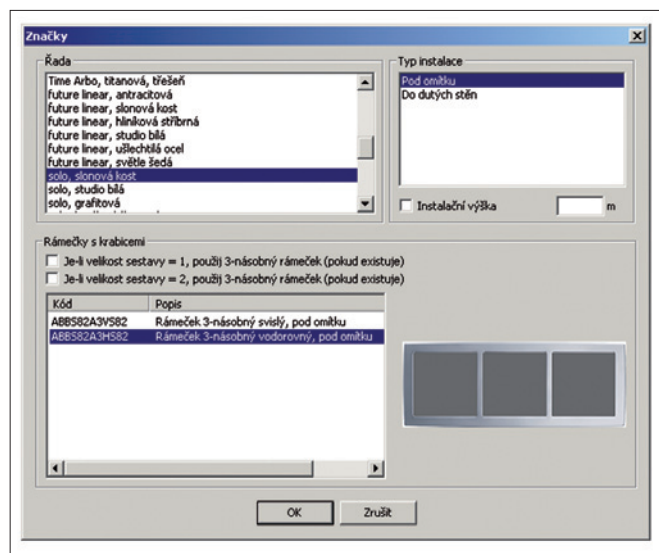 Značky
Řada
Time Arbo, titanová, třešeň
future linear, antracitová
future linear, slonová kost
future linear, hliníková stříbrná
future linear, studio bílá
future linear, ušlechtilá ocel
future linear, světle šedá
solo, slonová kost
solo, studio bílá
solo, grafitová
Typ instalace
Pod omítku
Do dutých stěn
Instalační výška m
Rámečky s krabicemi
Je-li velikost sestavy = 1, použij 3-násobný rámeček (pokud existuje)
Je-li velikost sestavy = 2, použij 3-násobný rámeček (pokud existuje)
Kód Popis
ABBS82A3VS82 Rámeček 3-násobný svislý, pod omítku
ABBS82A3HS82 Rámeček 3-násobný vodorovný, pod omítku
OK Zrušit